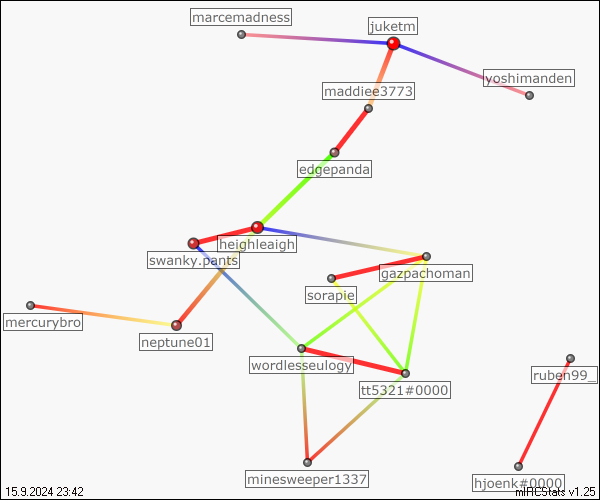 marcemadness
juketm
yoshimanden
maddiee3773
edgepanda
heighleaigh
swanky.pants
gazpachoman
sorapie
mercurybro
neptune01
wordlesseulogy
ruben99_
tt5321#0000
minesweeper1337
hjoenk#0000
15.9.2024 23:42
mIRCStats v1.25